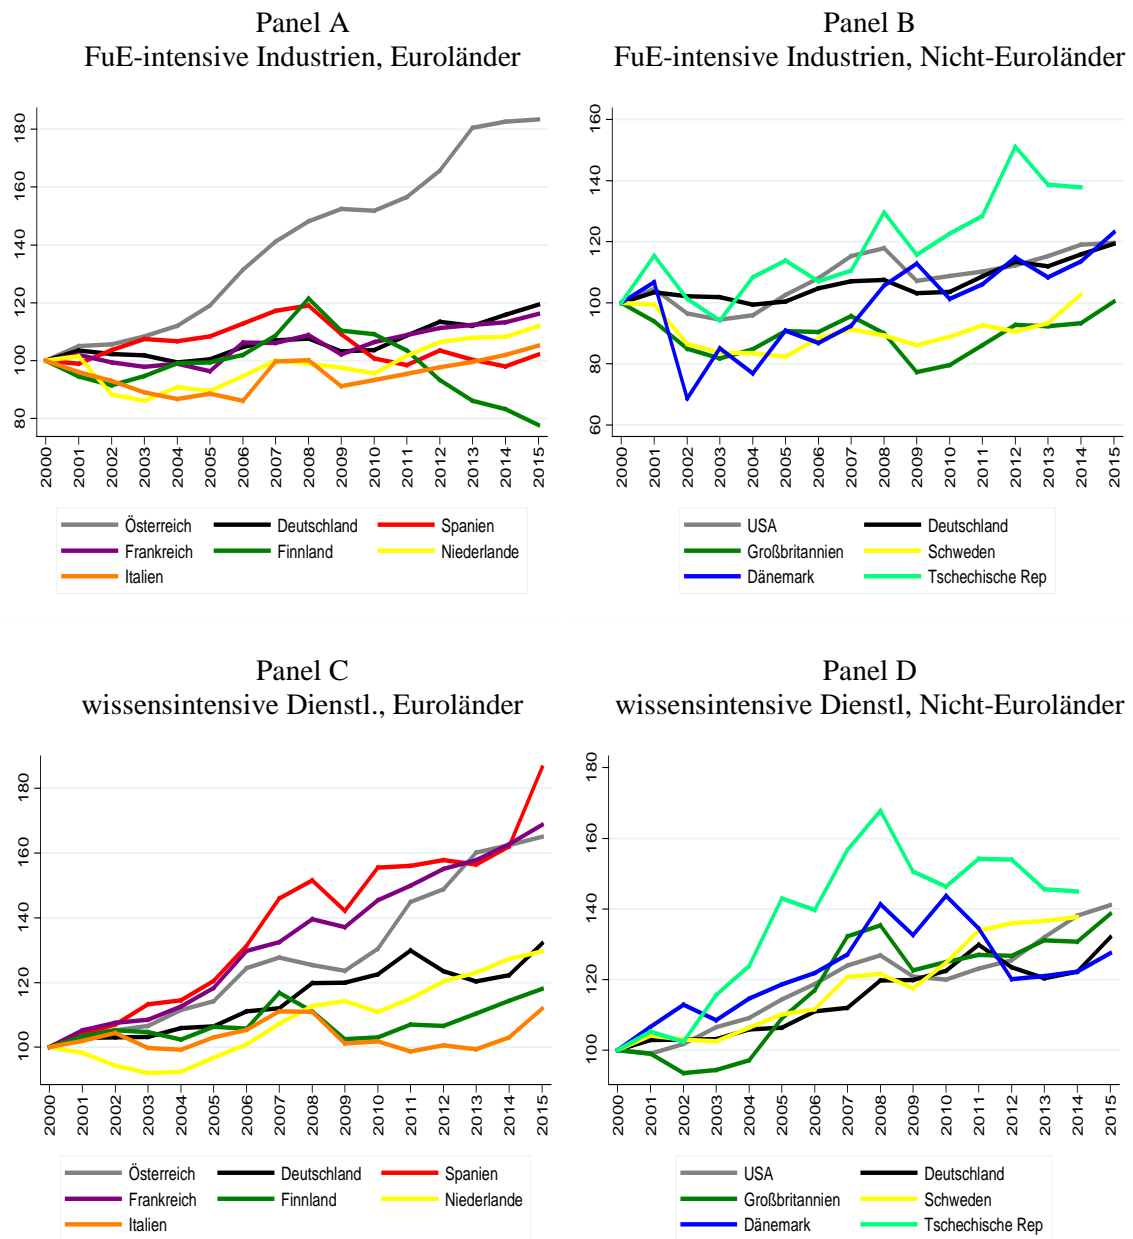 Panel A
FuE-intensive Industrien, Euroländer
180
160
140
120
100
80
2000 2001 2002 2003 2004 2005 2006 2007 2008 2009 2010 2011 2012 2013 2014 2015
Österreich Deutschland Spanien
Frankreich Finnland Niederlande
Italien
Panel B
FuE-intensive Industrien, Nicht-Euroländer
160
140
120
100
80
60
2000 2001 2002 2003 2004 2005 2006 2007 2008 2009 2010 2011 2012 2013 2014 2015
USA Deutschland
Großbritannien Schweden
Dänemark Tschechische Rep
Panel C
wissensintensive Dienstl., Euroländer
180
160
140
120
100
2000 2001 2002 2003 2004 2005 2006 2007 2008 2009 2010 2011 2012 2013 2014 2015
Österreich Deutschland Spanien
Frankreich Finnland Niederlande
Italien
Panel D
wissensintensive Dienstl, Nicht-Euroländer
180
160
140
120
100
2000 2001 2002 2003 2004 2005 2006 2007 2008 2009 2010 2011 2012 2013 2014 2015
USA Deutschland
Großbritannien Schweden
Dänemark Tschechische Rep